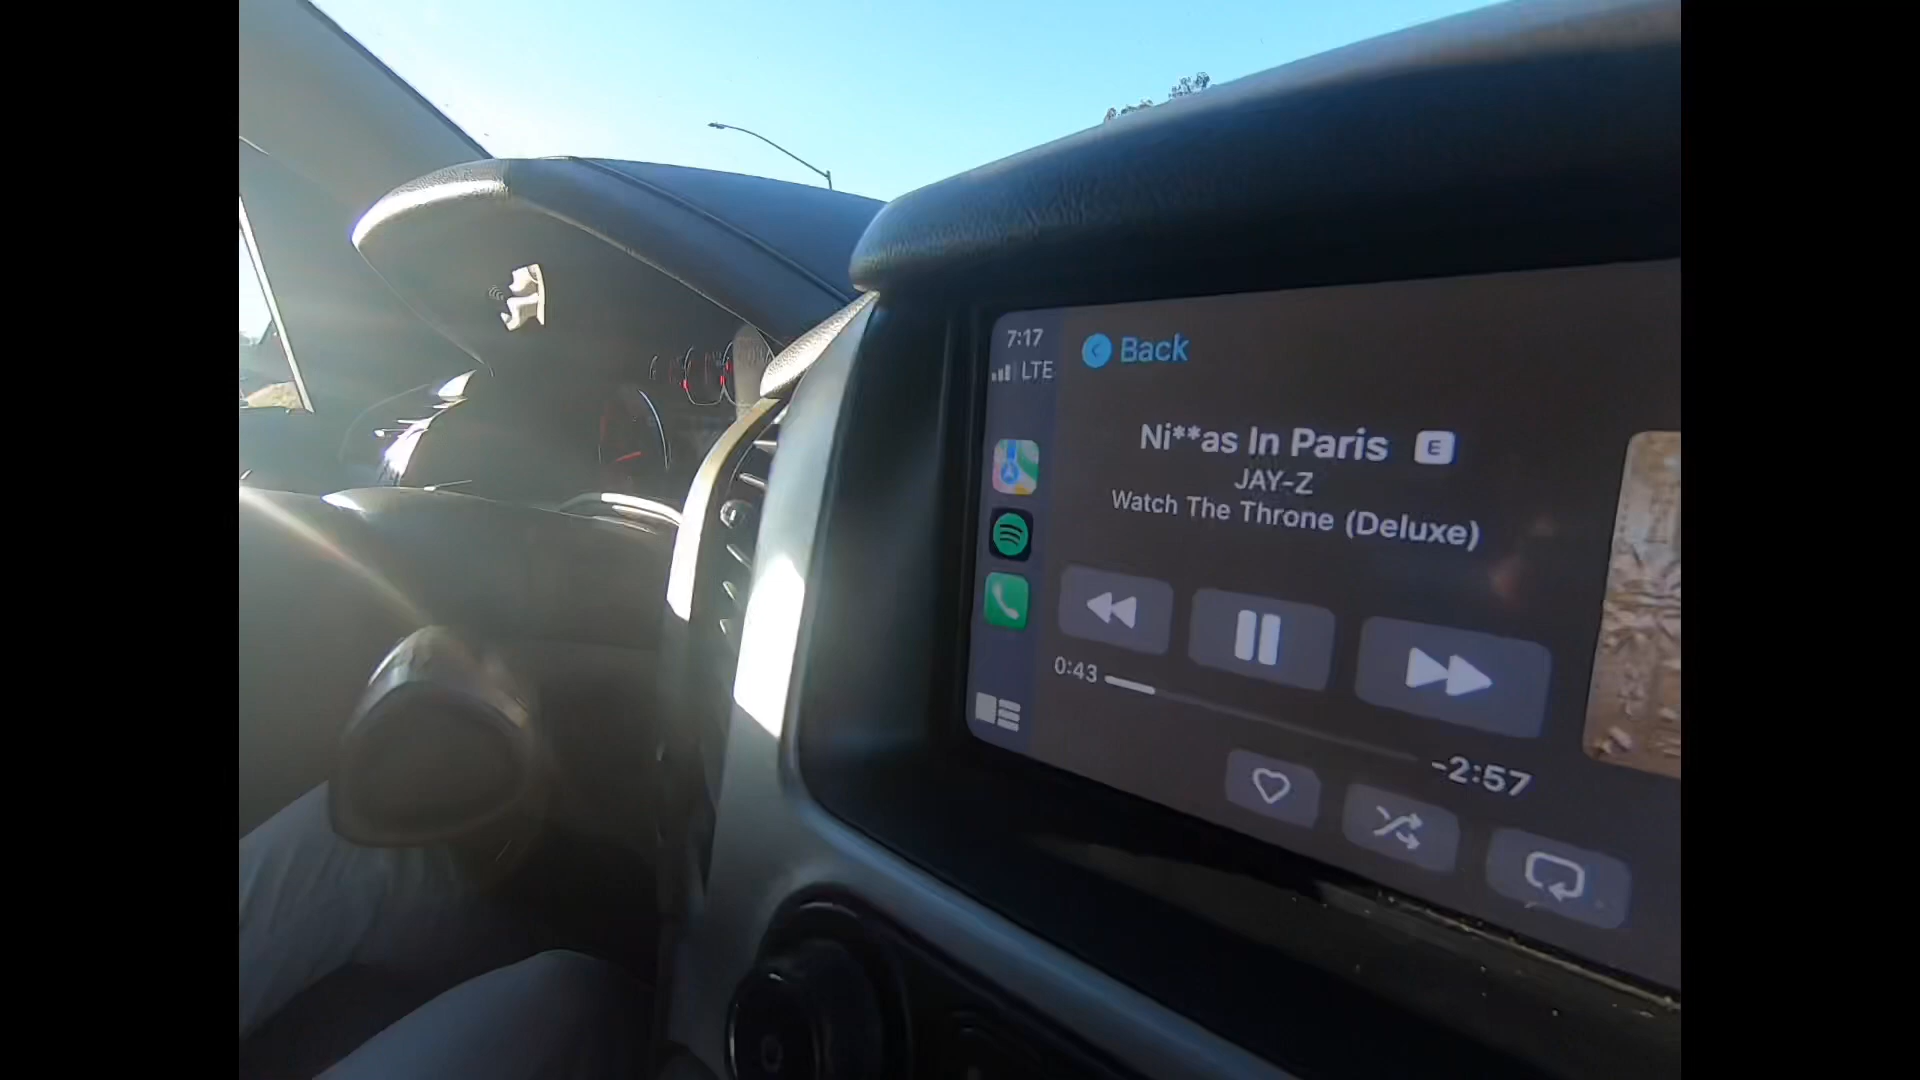 7:17
LTE
Back
Ni**as In Paris E
JAY-Z
Watch The Throne (Deluxe)
0:43
-2:57